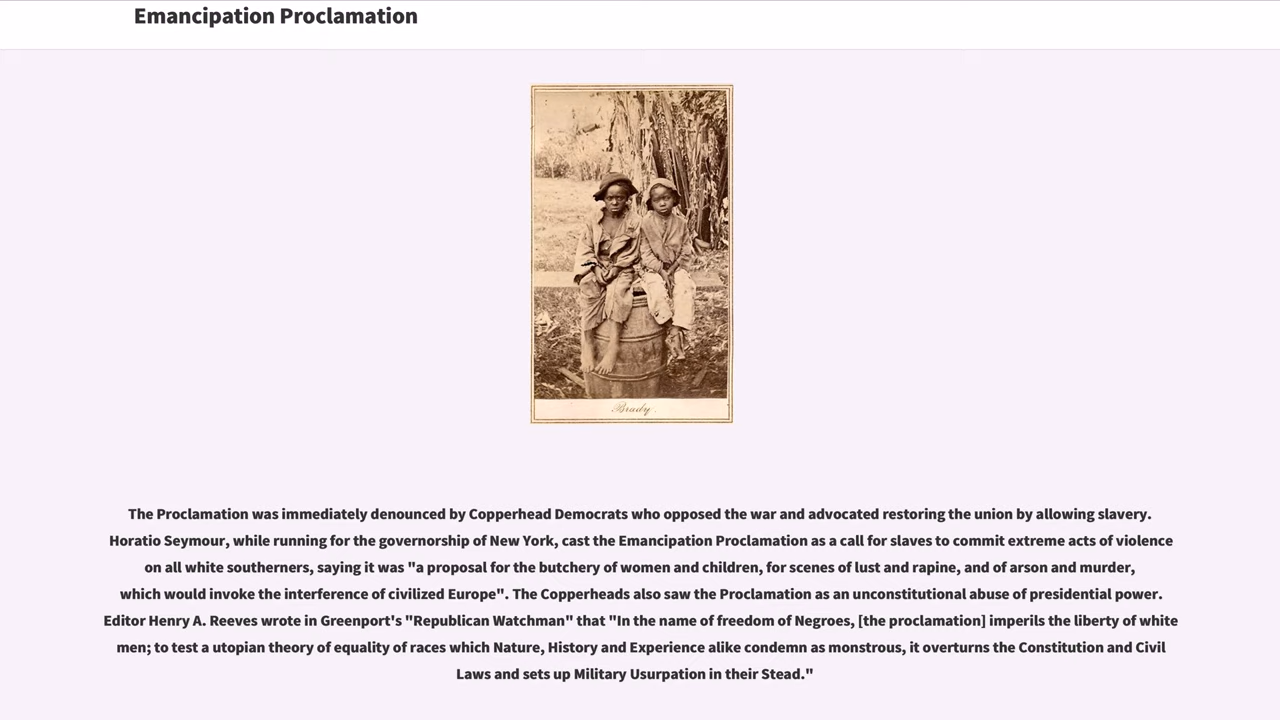 Emancipation Proclamation
Brady.
The Proclamation was immediately denounced by Copperhead Democrats who opposed the war and advocated restoring the union by allowing slavery.
Horatio Seymour, while running for the governorship of New York, cast the Emancipation Proclamation as a call for slaves to commit extreme acts of violence
on all white southerners, saying it was "a proposal for the butchery of women and children, for scenes of lust and rapine, and of arson and murder,
which would invoke the interference of civilized Europe". The Copperheads also saw the Proclamation as an unconstitutional abuse of presidential power.
Editor Henry A. Reeves wrote in Greenport's "Republican Watchman" that "In the name of freedom of Negroes, [the proclamation] imperils the liberty of white
men; to test a utopian theory of equality of races which Nature, History and Experience alike condemn as monstrous, it overturns the Constitution and Civil
Laws and sets up Military Usurpation in their Stead."